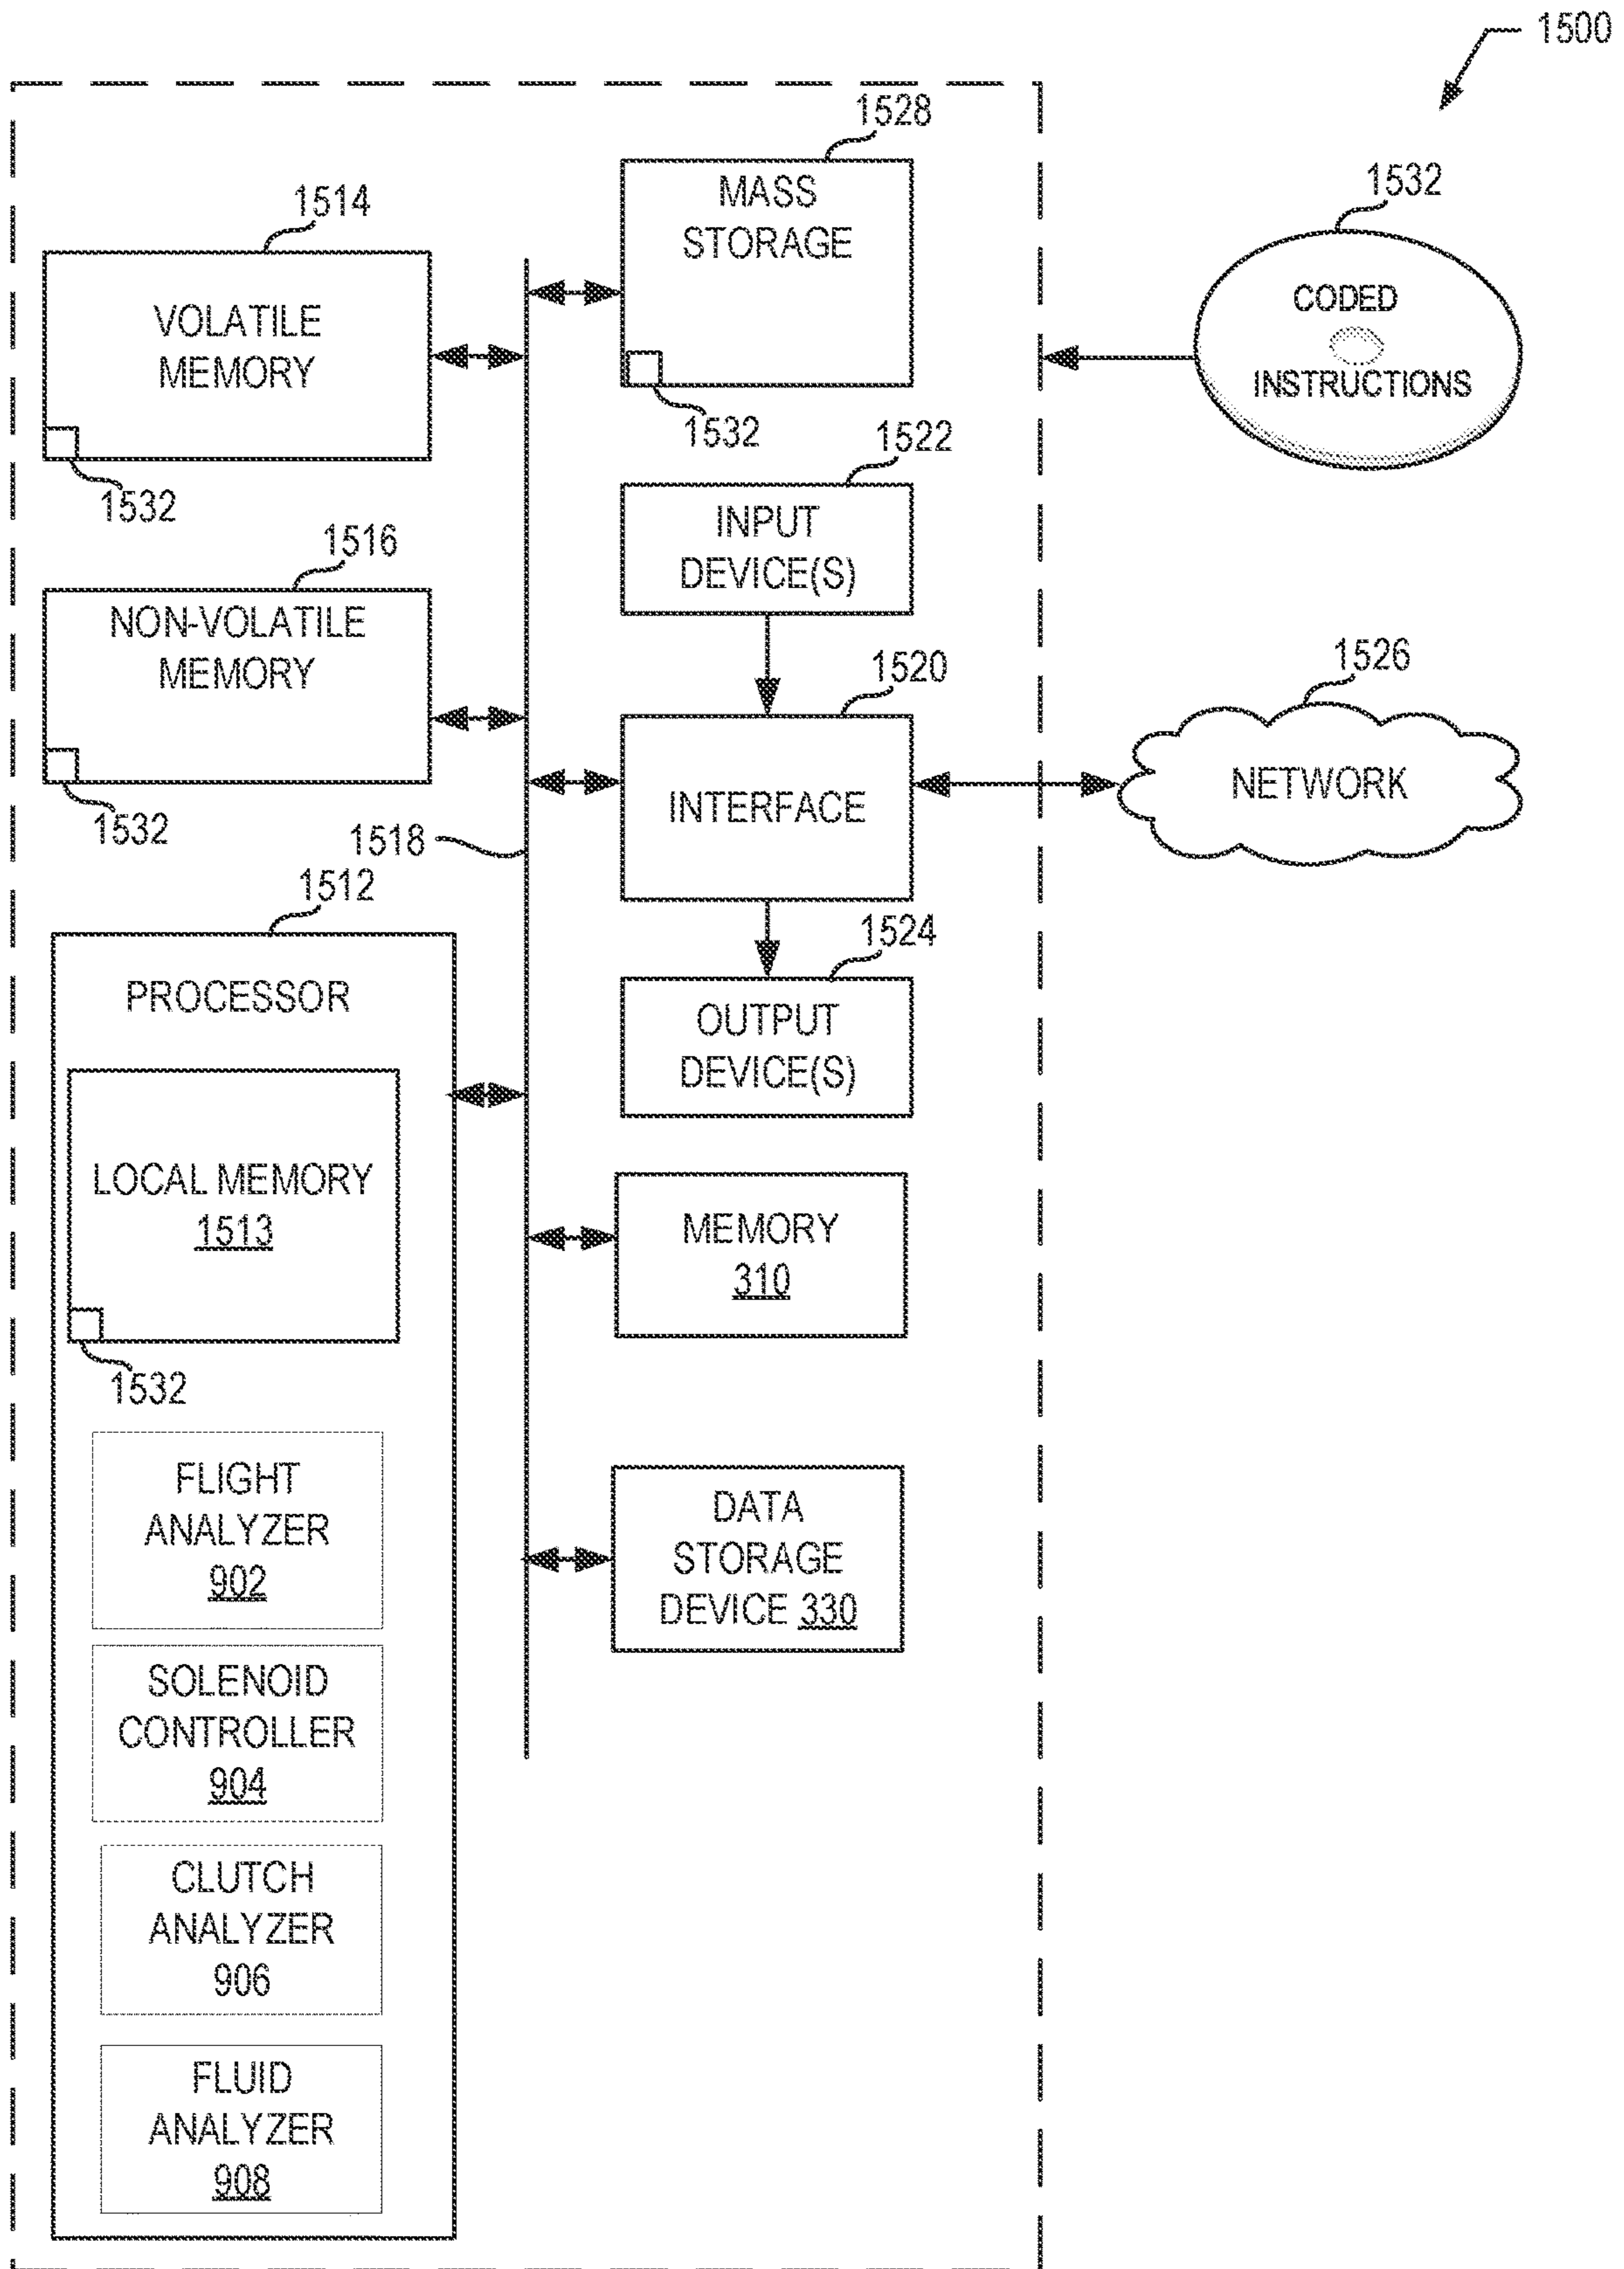 1500
1528
MASS
STORAGE
1532
1514
VOLATILE
MEMORY
1532
1532
CODED
INSTRUCTIONS
1522
INPUT
DEVICE(S)
1516
NON-VOLATILE
MEMORY
1532
1520
INTERFACE
1526
NETWORK
1518
1512
PROCESSOR
1524
OUTPUT
DEVICE(S)
LOCAL MEMORY
1513
1532
MEMORY
310
FLIGHT
ANALYZER
902
DATA
STORAGE
DEVICE 330
SOLENOID
CONTROLLER
904
CLUTCH
ANALYZER
906
FLUID
ANALYZER
908